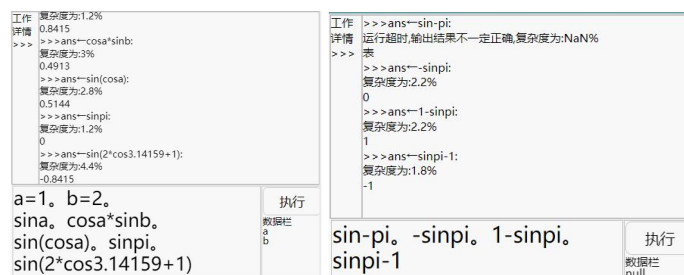 工作
详情
>>>
复杂度为:1.2%
0.8415
>>>ans←cosa*sinb:
复杂度为:3%
0.4913
>>>ans←sin(cosa):
复杂度为:2.8%
0.5144
>>>ans←sinpi:
复杂度为:1.2%
0
>>>ans←sin(2*cos3.14159+1):
复杂度为:4.4%
-0.8415
a=1。b=2。
sina。cosa*sinb。
sin(cosa)。sinpi。
sin(2*cos3.14159+1)
执行
数据栏
a
b
工作
详情
>>>
>>>ans←sin-pi:
运行超时,输出结果不一定正确,复杂度为:NaN%
表
>>>ans←-sinpi:
复杂度为:2.2%
0
>>>ans←1-sinpi:
复杂度为:2.2%
1
>>>ans←sinpi-1:
复杂度为:1.8%
-1
sin-pi。-sinpi。1-sinpi。
sinpi-1
执行
数据栏
null